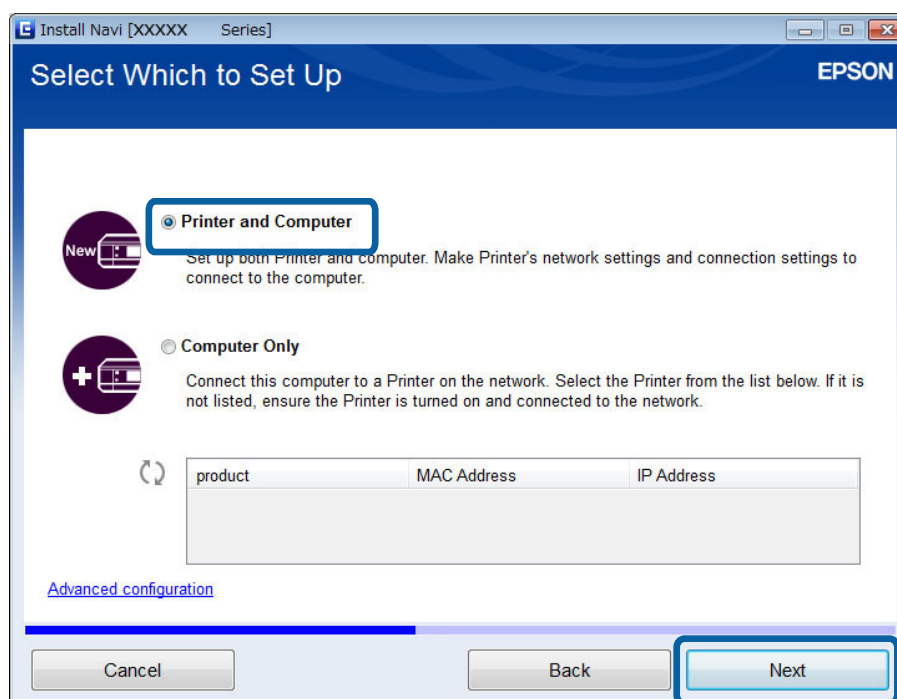 Install Navi [XXXXX Series]
Select Which to Set Up
EPSON
New
Printer and Computer
Set up both Printer and computer. Make Printer's network settings and connection settings to
connect to the computer.
Computer Only
Connect this computer to a Printer on the network. Select the Printer from the list below. If it is
not listed, ensure the Printer is turned on and connected to the network.
product MAC Address IP Address
Advanced configuration
Cancel Back Next